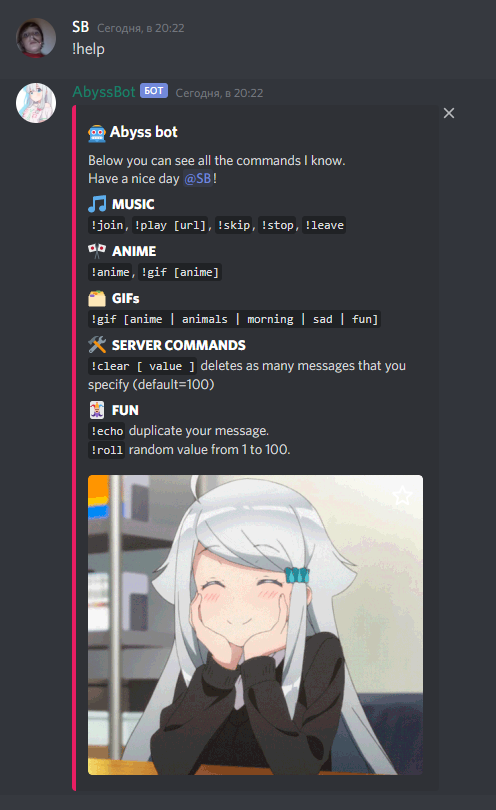 SB Сегодня, в 20:22
!help
AbyssBot БОТ Сегодня, в 20:22
Abyss bot
Below you can see all the commands I know.
Have a nice day @SB!
MUSIC
!join, !play [url], !skip, !stop, !leave
ANIME
!anime, !gif [anime]
GIFs
!gif [anime | animals | morning | sad | fun]
SERVER COMMANDS
!clear [ value ] deletes as many messages that you
specify (default=100)
FUN
!echo duplicate your message.
!roll random value from 1 to 100.